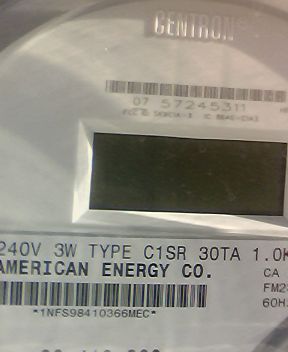 CENTRON
07 57245311
240V 3W TYPE C1SR 30TA 1.0K
AMERICAN ENERGY CO.
CA
FM2
60H
*1NFS98410366MEC*